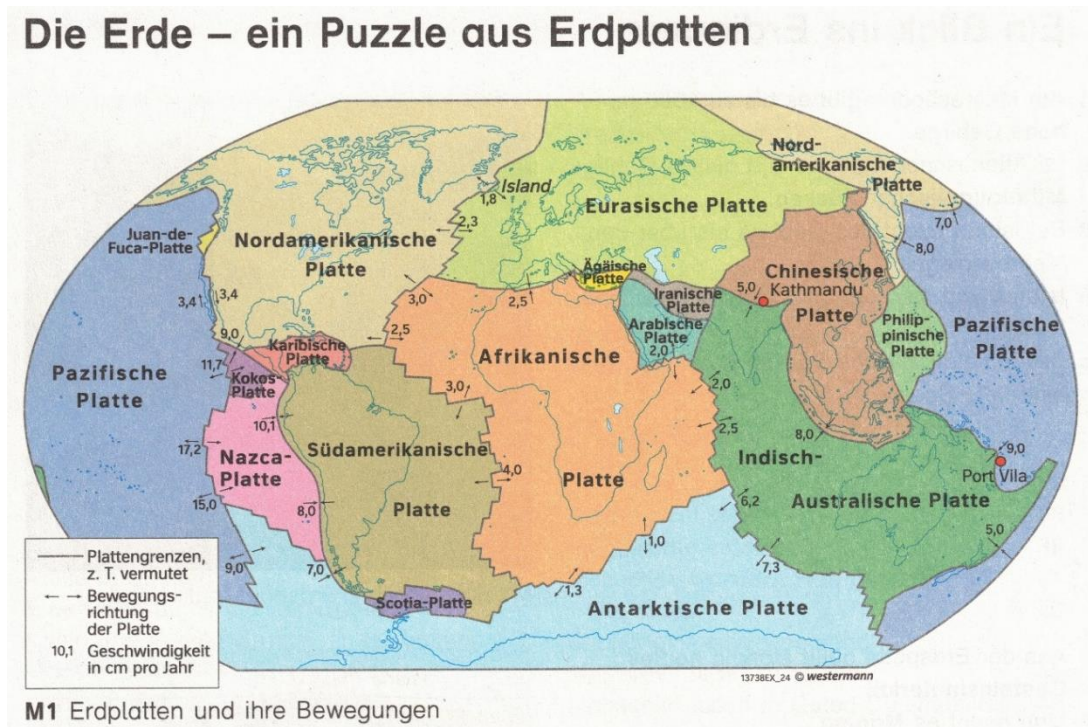 Die Erde – ein Puzzle aus Erdplatten
Nord-
amerikanische
Platte
Island
1,8
2,3
Eurasische Platte
7,0
8,0
Juan-de-
Fuca-Platte
Nordamerikanische
Platte
Ägäische
Platte
Chinesische
Kathmandu
Platte
5,0
3,4
3,4
3,0
2,5
Iranische
Platte
Arabische
Platte
2,0
Philip-
pinische
Platte
Pazifische
Platte
9,0
11,7
Karibische
Platte
2,5
Afrikanische
Pazifische
Platte
Kokos-
Platte
3,0
2,0
10,1
2,5
8,0
17,2
Nazca-
Platte
Südamerikanische
Platte
4,0
Platte
Indisch-
Australische Platte
9,0
Port Vila
15,0
8,0
6,2
5,0
9,0
7,0
1,0
1,3
7,3
Scotia-Platte
Antarktische Platte
Plattengrenzen,
z. T. vermutet
Bewegungs-
richtung
der Platte
10,1 Geschwindigkeit
in cm pro Jahr
13738EX_24 © westermann
M1 Erdplatten und ihre Bewegungen